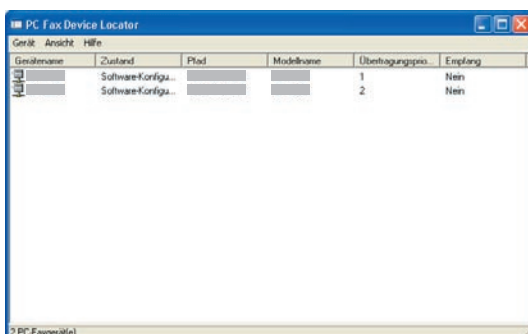 PC Fax Device Locator
Gerät Ansicht Hilfe
Gerätename Zustand Pfad Modellname Übertragungsprio... Empfang
Software-Konfigu... 1 Nein
Software-Konfigu... 2 Nein
2 PC-Faxgerät(e)